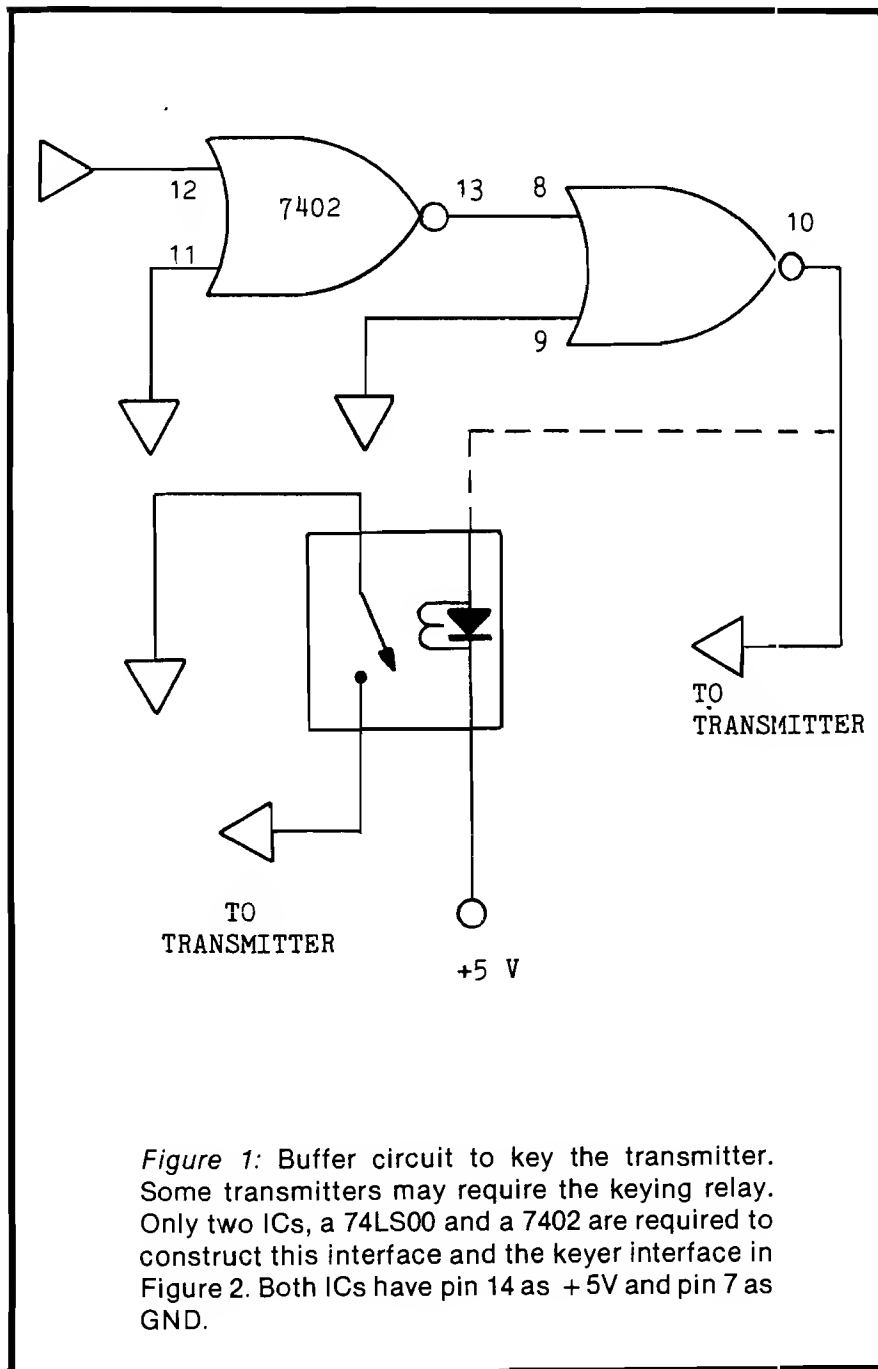 12
7402
13
8
10
11
9
TO
TRANSMITTER
TO
TRANSMITTER
+5 V
Figure 1: Buffer circuit to key the transmitter.
Some transmitters may require the keying relay.
Only two ICs, a 74LS00 and a 7402 are required to
construct this interface and the keyer interface in
Figure 2. Both ICs have pin 14 as +5V and pin 7 as
GND.